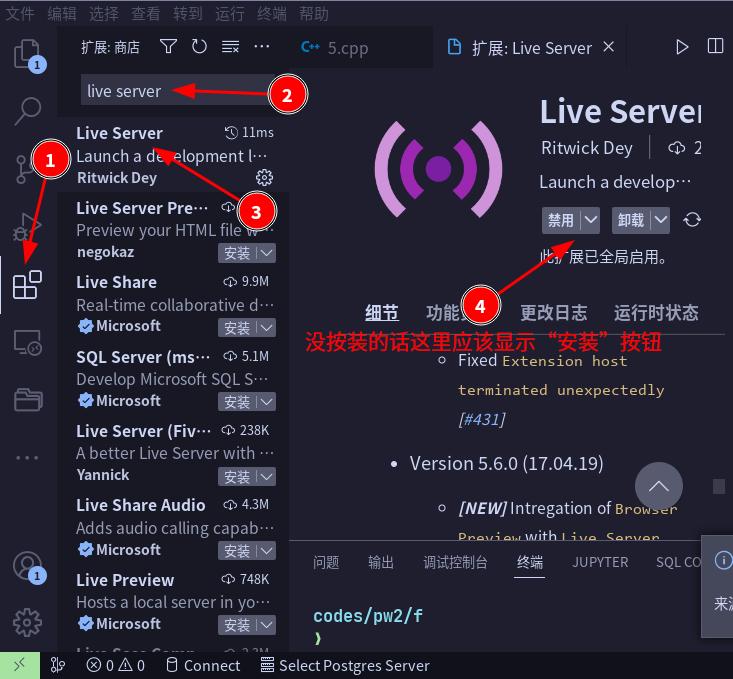 文件 编辑 选择 查看 转到 运行 终端 帮助
扩展: 商店
5.cpp
扩展: Live Server
live server
2
Live Server 11ms
Launch a development l…
Ritwick Dey
1
3
Live Server Pre…
Preview your HTML file w…
negokaz 安装
Live Share 9.9M
Real-time collaborative d…
Microsoft 安装
SQL Server (ms… 5.1M
Develop Microsoft SQL S…
Microsoft 安装
Live Server (Fiv… 238K
A better Live Server with …
Yannick 安装
Live Share Audio 4.3M
Adds audio calling capab…
Microsoft 安装
Live Preview 748K
Hosts a local server in yo…
Microsoft 安装
Live Server
Ritwick Dey 2
Launch a develop…
禁用 卸载
此扩展已全局启用。
4
细节 功能 更改日志 运行时状态
没按装的话这里应该显示“安装”按钮
Fixed Extension host
terminated unexpectedly
[#431]
Version 5.6.0 (17.04.19)
[NEW] Intregation of Browser
Preview with Live Server
问题 输出 调试控制台 终端 JUPYTER SQL CO
codes/pw2/f
❯
1
0 0 Connect Select Postgres Server